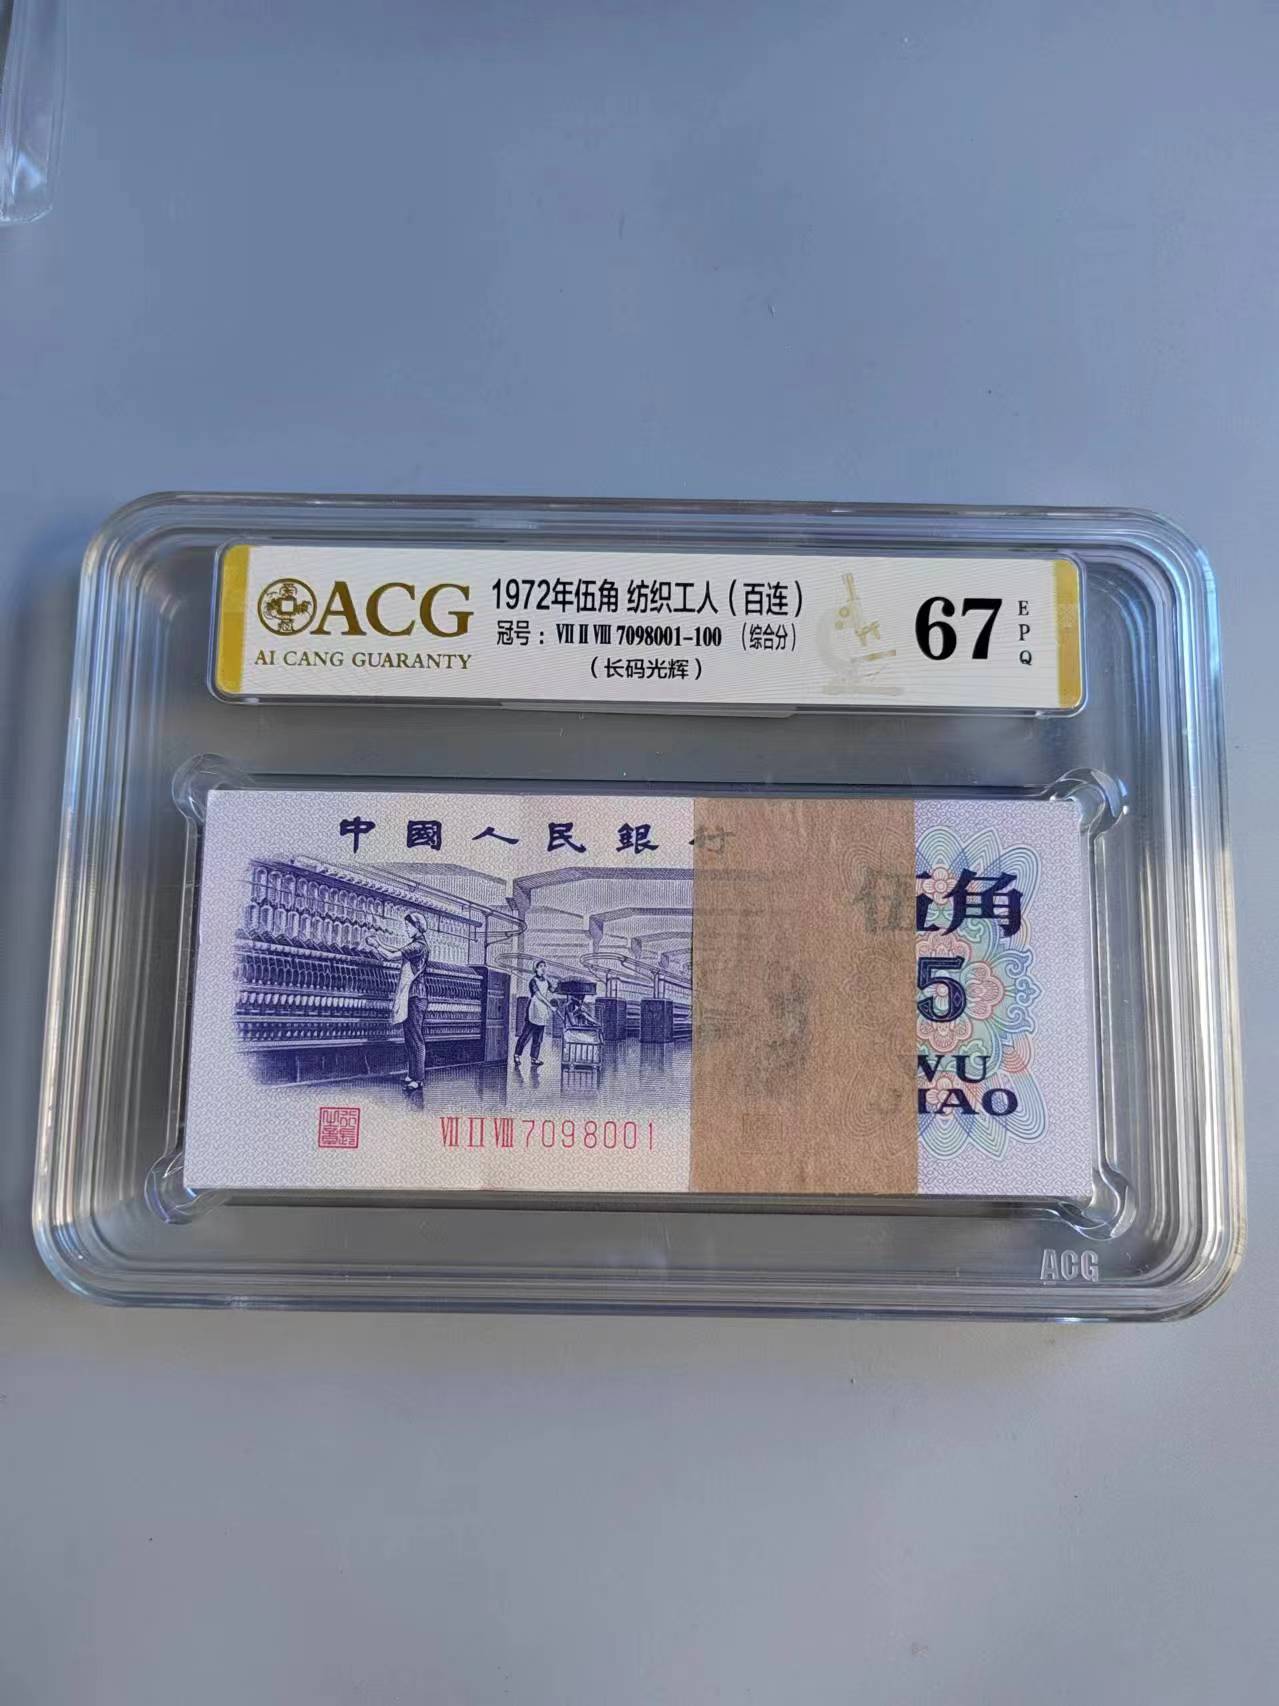 ACG
AI CANG GUARANTY
1972年伍角 纺织工人(百连)
冠号: Ⅶ Ⅱ Ⅷ 7098001-100 (综合分)
(长码光辉)
67
EPQ
中國人民銀行
伍角
5
WU
JIAO
Ⅶ Ⅱ Ⅷ 7098001
ACG